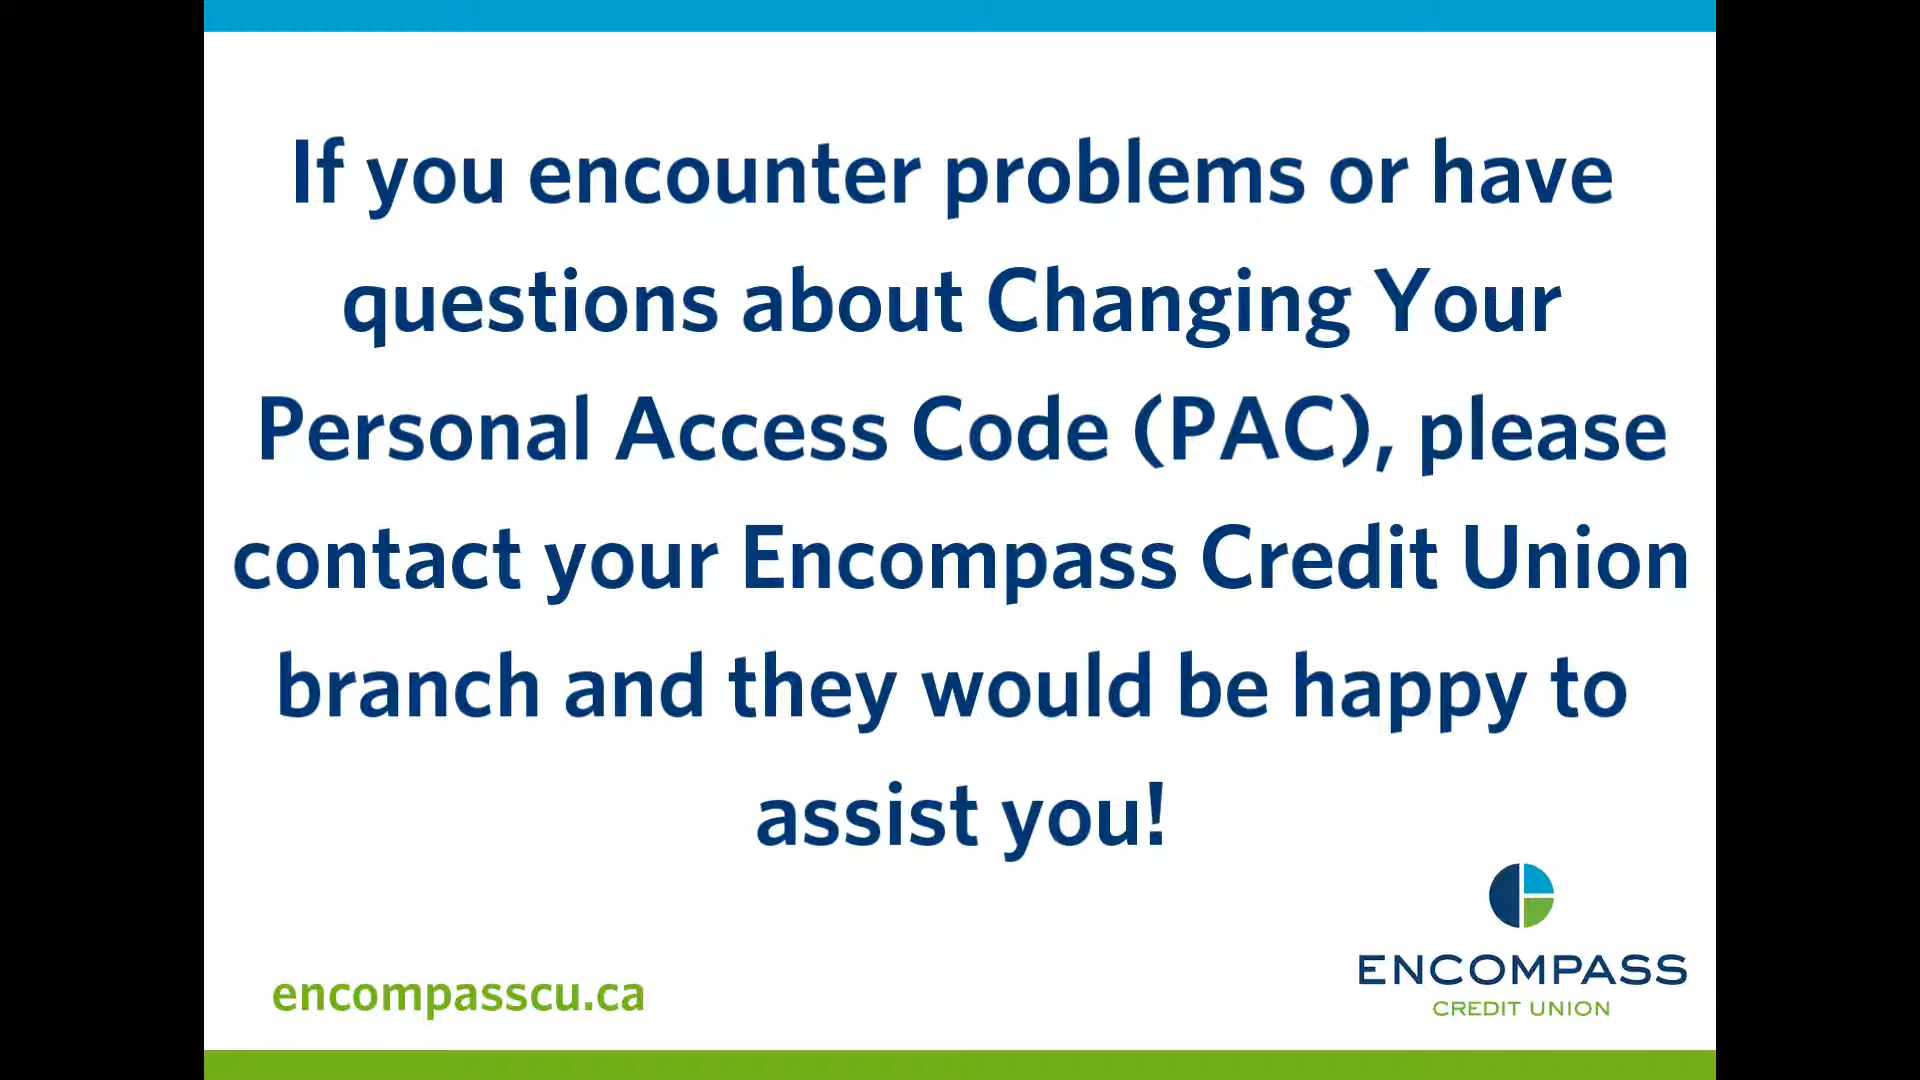 If you encounter problems or have
questions about Changing Your
Personal Access Code (PAC), please
contact your Encompass Credit Union
branch and they would be happy to
assist you!
encompasscu.ca
ENCOMPASS
CREDIT UNION